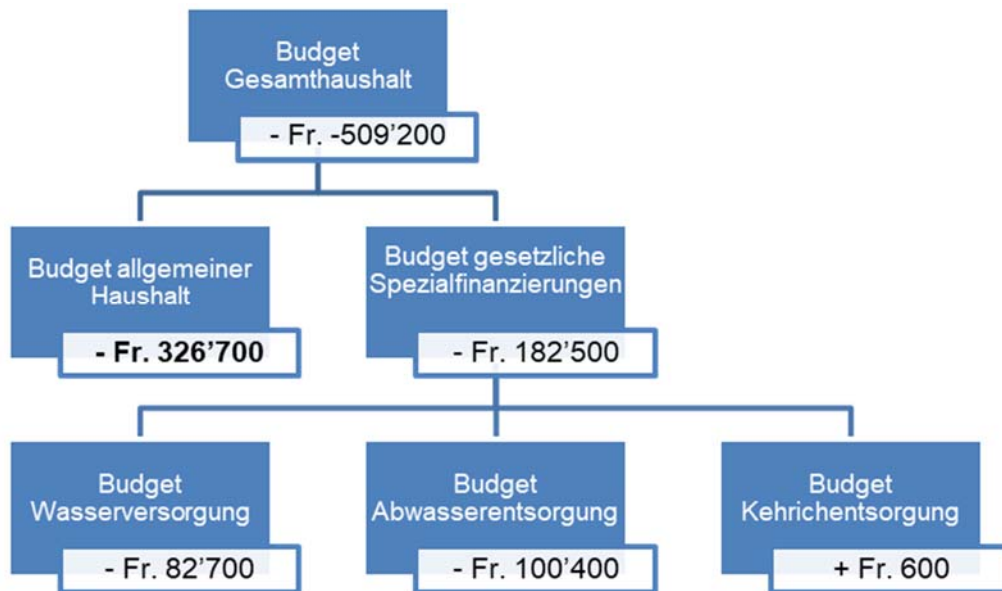 Budget
Gesamthaushalt
- Fr. -509’200
Budget allgemeiner
Haushalt
- Fr. 326’700
Budget gesetzliche
Spezialfinanzierungen
- Fr. 182’500
Budget
Wasserversorgung
- Fr. 82’700
Budget
Abwasserentsorgung
- Fr. 100’400
Budget
Kehrichentsorgung
+ Fr. 600